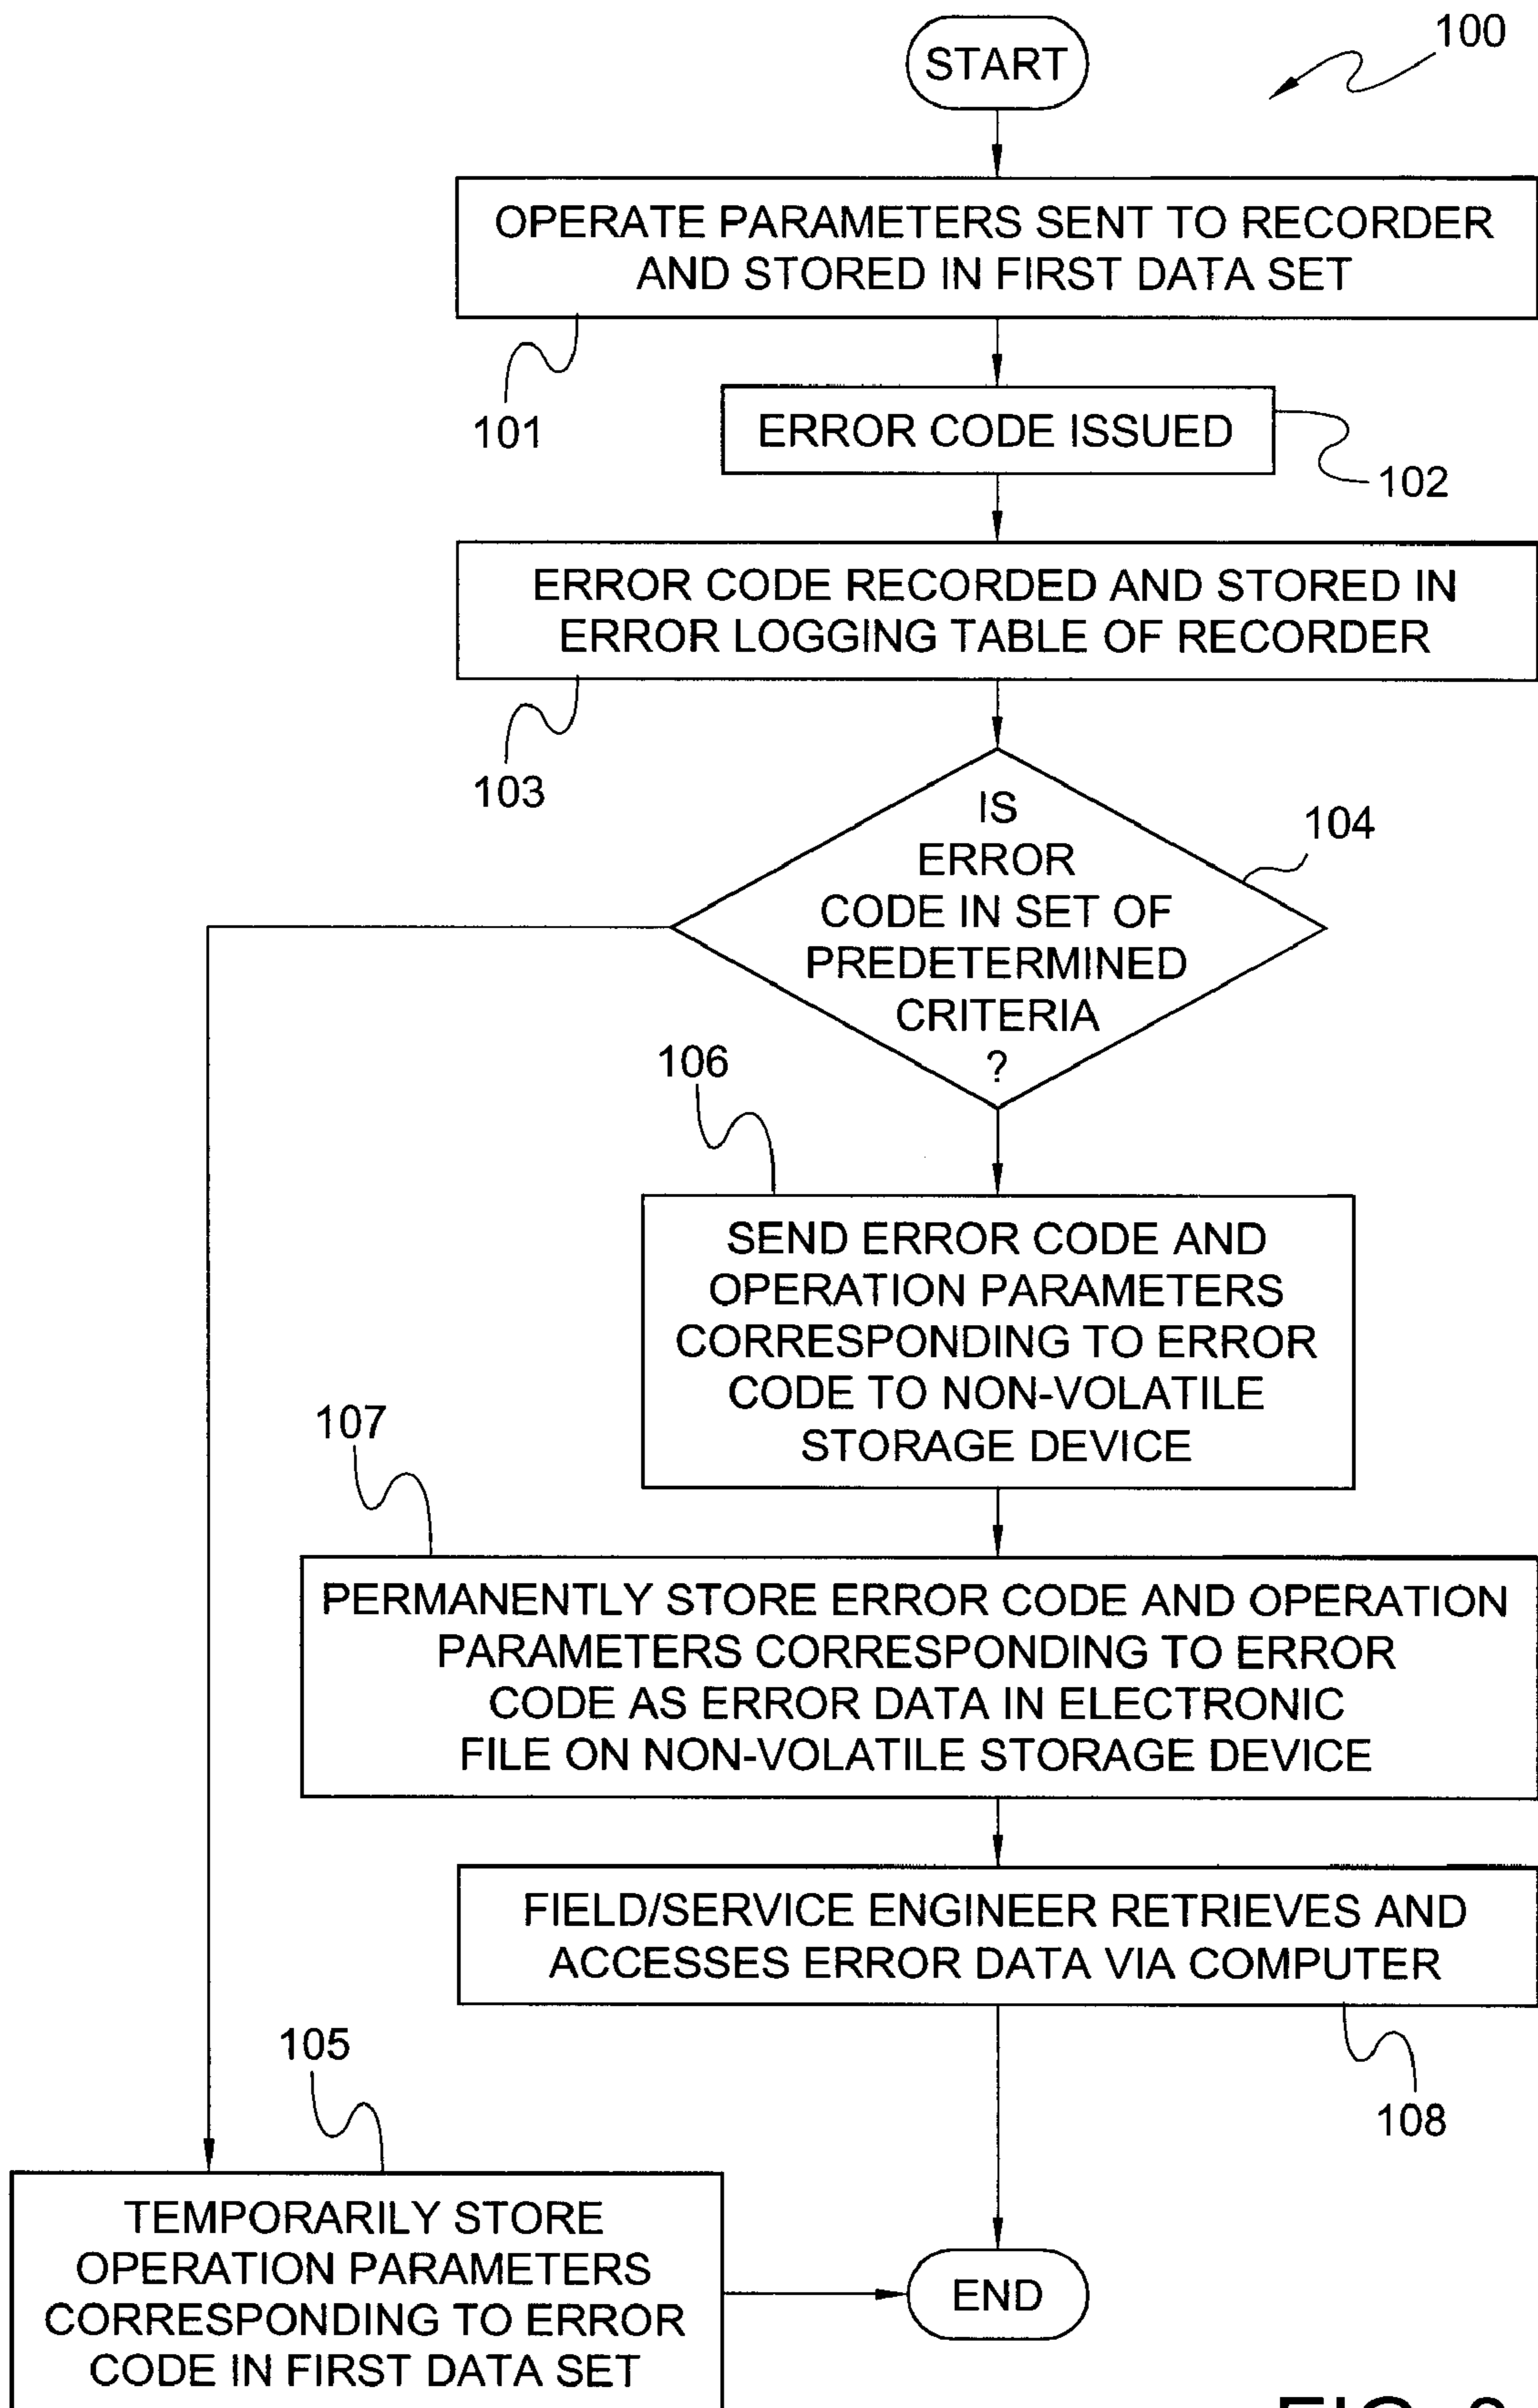 START
100
OPERATE PARAMETERS SENT TO RECORDER
AND STORED IN FIRST DATA SET
101
ERROR CODE ISSUED
102
ERROR CODE RECORDED AND STORED IN
ERROR LOGGING TABLE OF RECORDER
103
IS
ERROR
CODE IN SET OF
PREDETERMINED
CRITERIA
?
104
106
SEND ERROR CODE AND
OPERATION PARAMETERS
CORRESPONDING TO ERROR
CODE TO NON-VOLATILE
STORAGE DEVICE
107
PERMANENTLY STORE ERROR CODE AND OPERATION
PARAMETERS CORRESPONDING TO ERROR
CODE AS ERROR DATA IN ELECTRONIC
FILE ON NON-VOLATILE STORAGE DEVICE
FIELD/SERVICE ENGINEER RETRIEVES AND
ACCESSES ERROR DATA VIA COMPUTER
108
105
TEMPORARILY STORE
OPERATION PARAMETERS
CORRESPONDING TO ERROR
CODE IN FIRST DATA SET
END
FIG.